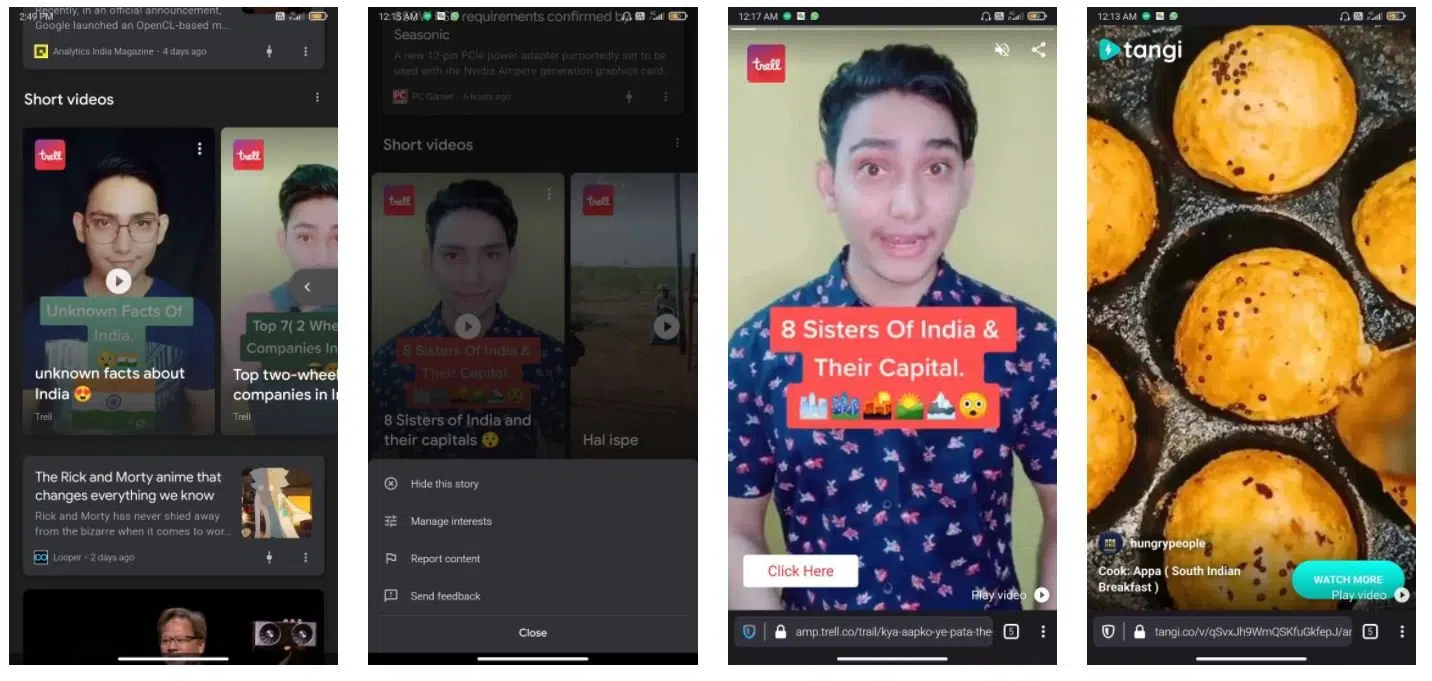 2:49 PM
Recently, in an official announcement,
Google launched an OpenCL-based m...
Analytics India Magazine - 4 days ago
Short videos
trell
trell
Unknown Facts Of
India.
unknown facts about
India 😍
Trell
Top 7( 2 Whe
Companies In
Top two-wheel
companies in I
Trell
The Rick and Morty anime that
changes everything we know
Rick and Morty has never shied away
from the bizarre when it comes to wor...
Looper - 2 days ago
requirements confirmed by
Seasonic
A new 12-pin PCIe power adapter purportedly set to be
used with the Nvidia Ampere generation graphics card...
PC
PC Gamer - 6 hours ago
Short videos
trell
trell
8 Sisters Of India &
Their Capital.
8 Sisters of India and
their capitals 😯
Hal ispe
Hide this story
Manage interests
Report content
Send feedback
Close
12:17 AM
trell
8 Sisters Of India &
Their Capital.
🏙️🌃🌇🌄🏔️😲
Click Here
Play video
amp.trell.co/trail/kya-aapko-ye-pata-the
5
12:13 AM
tangi
hungrypeople
Cook: Appa ( South Indian
Breakfast )
WATCH MORE
Play video
tangi.co/v/qSvxJh9WmQSKfuGkfepJ/ar
5